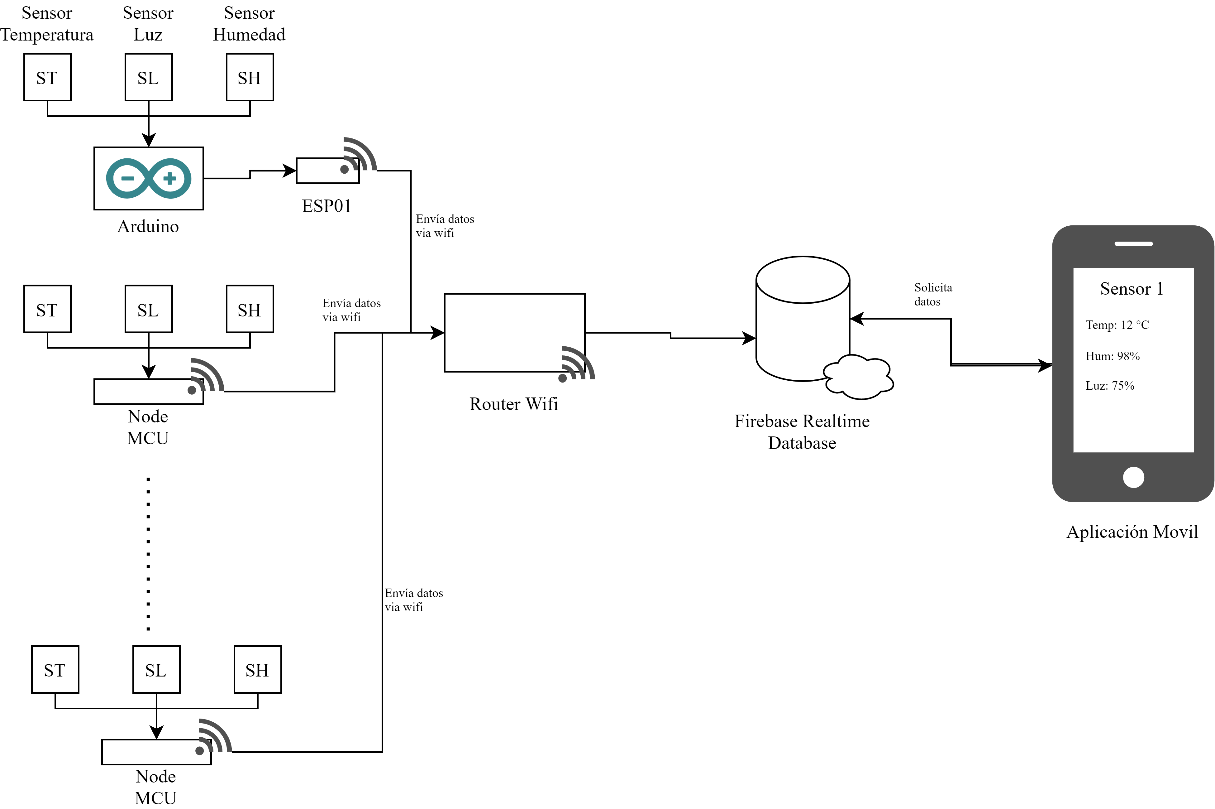 Sensor
Temperatura
Sensor
Luz
Sensor
Humedad
ST
SL
SH
Arduino
ESP01
Envía datos
via wifi
ST
SL
SH
Node
MCU
Envia datos
via wifi
Router Wifi
Firebase Realtime
Database
Solicita
datos
Sensor 1
Temp: 12 °C
Hum: 98%
Luz: 75%
Aplicación Movil
Envia datos
via wifi
ST
SL
SH
Node
MCU